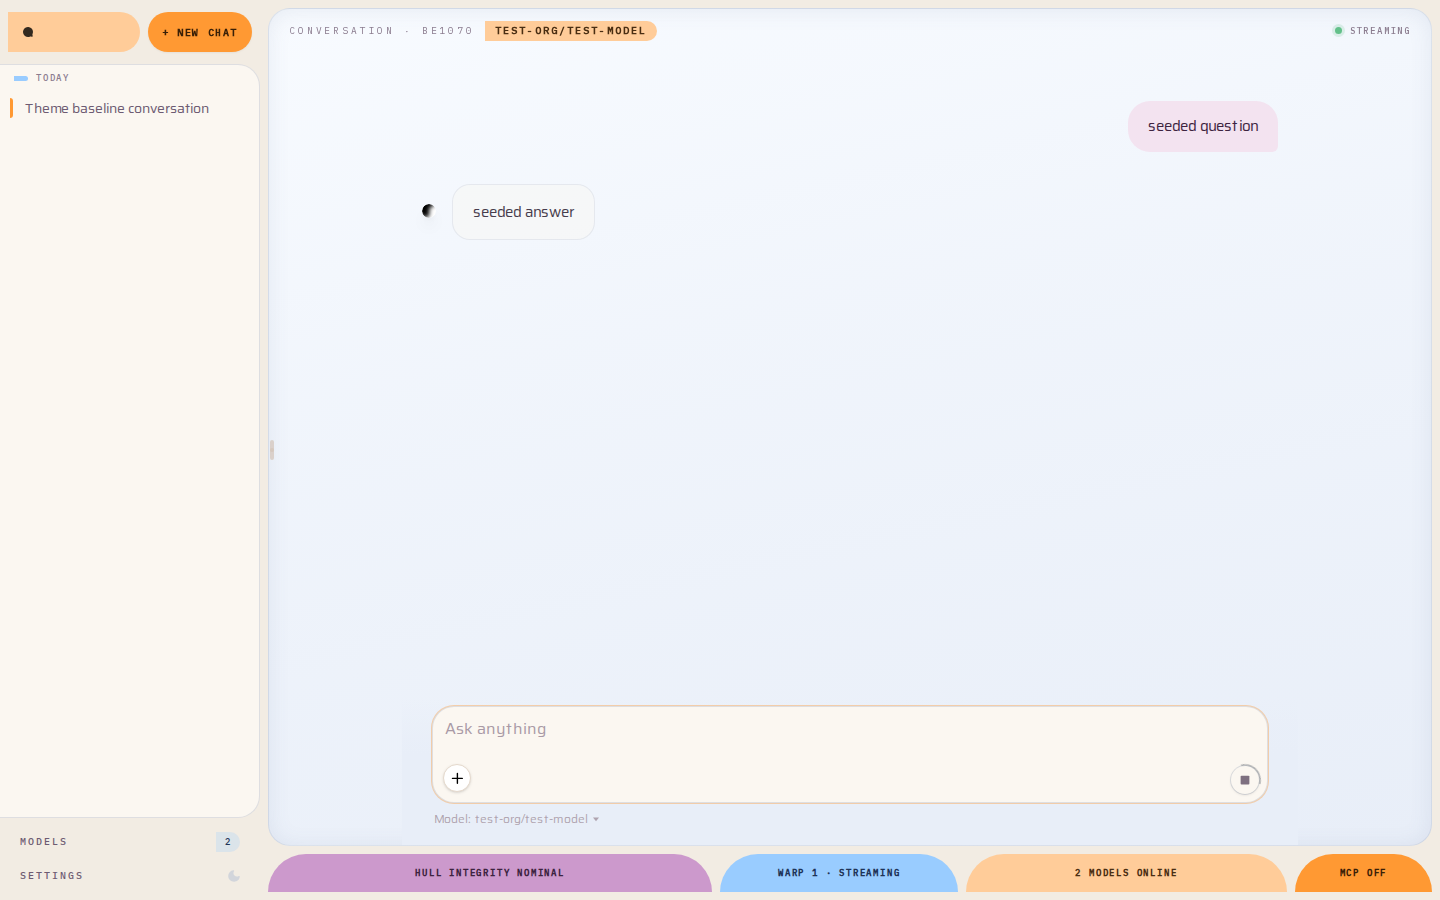 + NEW CHAT
TODAY
Theme baseline conversation
MODELS
2
SETTINGS
CONVERSATION · BE1070 TEST-ORG/TEST-MODEL
STREAMING
seeded question
seeded answer
Ask anything
Model: test-org/test-model
HULL INTEGRITY NOMINAL
WARP 1 · STREAMING
2 MODELS ONLINE
MCP OFF